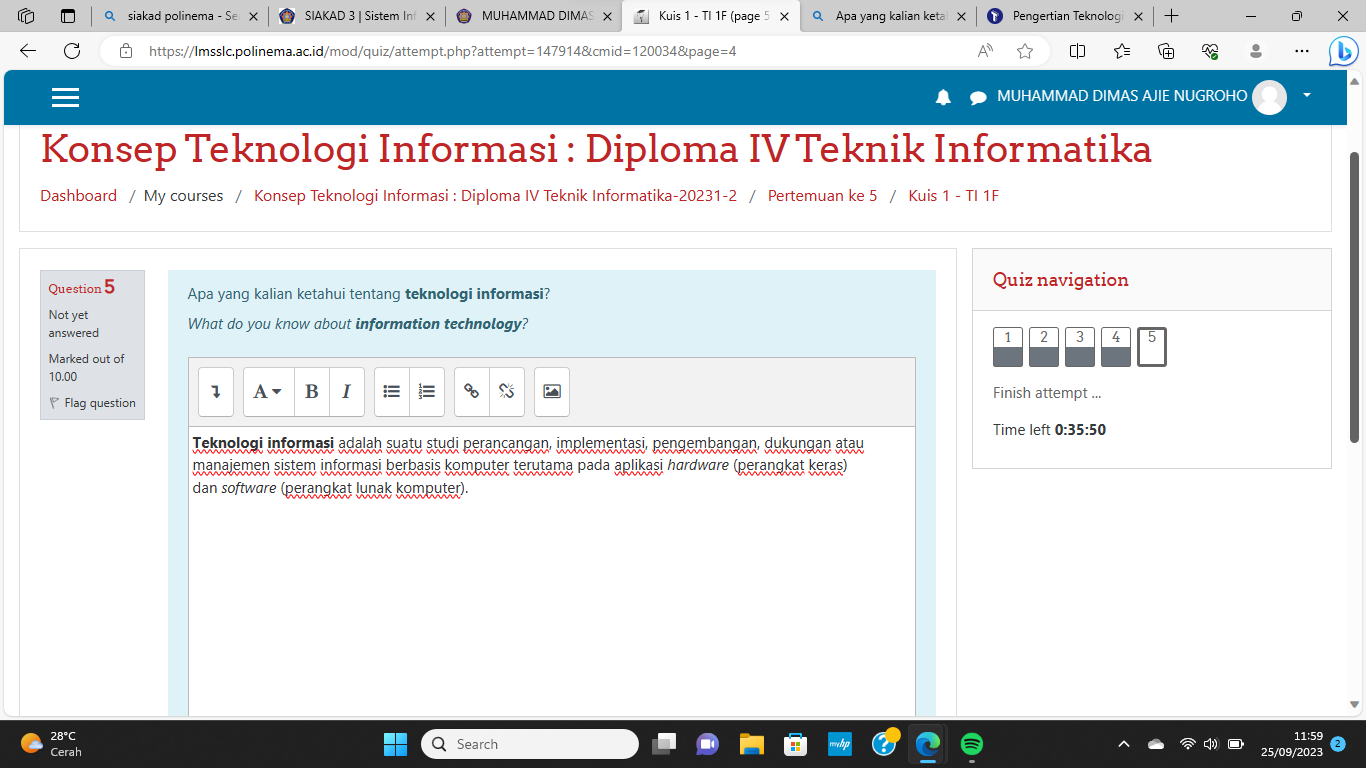 siakad polinema - Se
SIAKAD 3 | Sistem Inf
MUHAMMAD DIMAS
Kuis 1 - TI 1F (page 5
Apa yang kalian ketah
Pengertian Teknologi
https://lmsslc.polinema.ac.id/mod/quiz/attempt.php?attempt=147914&cmid=120034&page=4
MUHAMMAD DIMAS AJIE NUGROHO
Konsep Teknologi Informasi : Diploma IV Teknik Informatika
Dashboard / My courses / Konsep Teknologi Informasi : Diploma IV Teknik Informatika-20231-2 / Pertemuan ke 5 / Kuis 1 - TI 1F
Question 5
Not yet
answered
Marked out of
10.00
Flag question
Apa yang kalian ketahui tentang teknologi informasi?
What do you know about information technology?
A B I
Teknologi informasi adalah suatu studi perancangan, implementasi, pengembangan, dukungan atau
manajemen sistem informasi berbasis komputer terutama pada aplikasi hardware (perangkat keras)
dan software (perangkat lunak komputer).
Quiz navigation
1 2 3 4 5
Finish attempt ...
Time left 0:35:50
28°C
Cerah
Search
myhp
11:59
25/09/2023
2